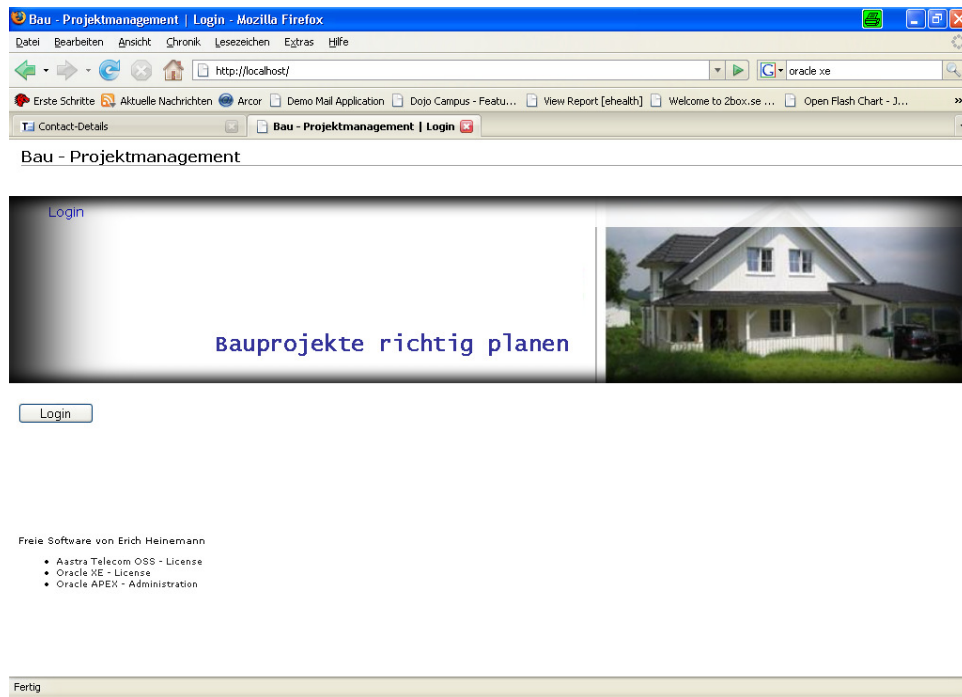 Bau - Projektmanagement | Login - Mozilla Firefox
Datei Bearbeiten Ansicht Chronik Lesezeichen Extras Hilfe
http://localhost/ G oracle xe
Erste Schritte Aktuelle Nachrichten Arcor Demo Mail Application Dojo Campus - Featu... View Report [ehealth] Welcome to 2box.se ... Open Flash Chart - J... »
Contact-Details Bau - Projektmanagement | Login
Bau - Projektmanagement
Login
Bauprojekte richtig planen
Login
Freie Software von Erich Heinemann
• Aastra Telecom OSS - License
• Oracle XE - License
• Oracle APEX - Administration
Fertig